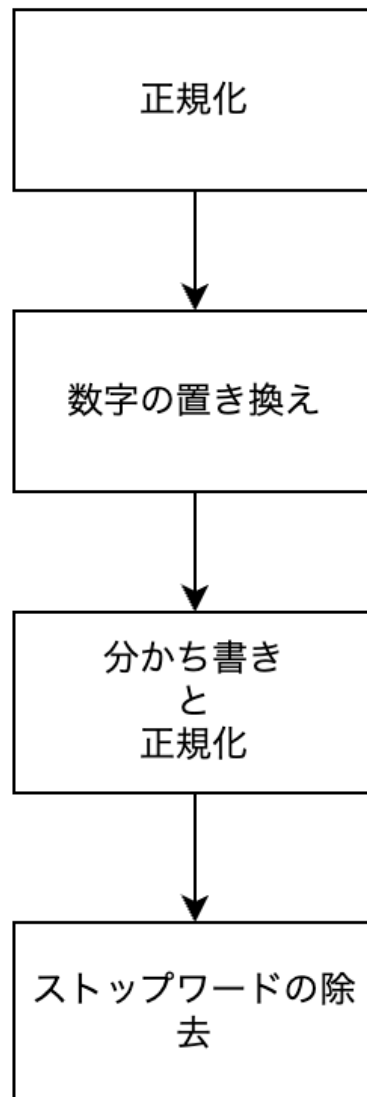 正規化
数字の置き換え
分かち書き
と
正規化
ストップワードの除
去